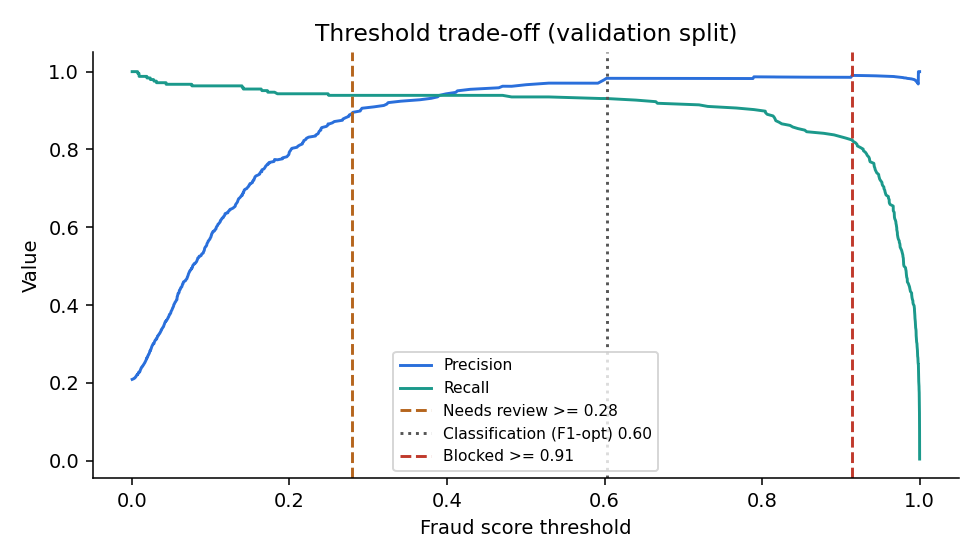 Threshold trade-off (validation split)
Value
1.0
0.8
0.6
0.4
0.2
0.0
Precision
Recall
Needs review >= 0.28
Classification (F1-opt) 0.60
Blocked >= 0.91
0.0 0.2 0.4 0.6 0.8 1.0
Fraud score threshold